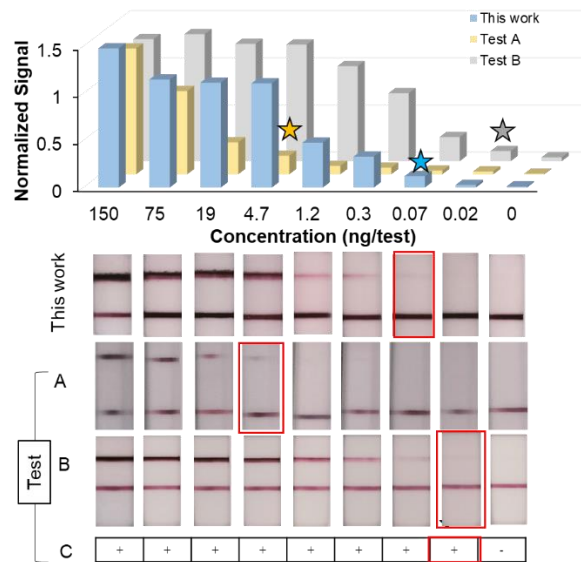 This work
Test A
Test B
Normalized Signal
1.5
1
0.5
0
150 75 19 4.7 1.2 0.3 0.07 0.02 0
Concentration (ng/test)
This work
Test
A
B
C + + + + + + + + -